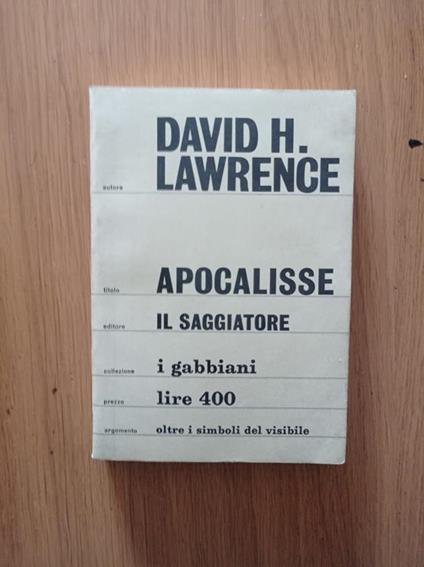 DAVID H.
autore LAWRENCE
titolo APOCALISSE
editore IL SAGGIATORE
collezione i gabbiani
prezzo lire 400
argomento oltre i simboli del visibile